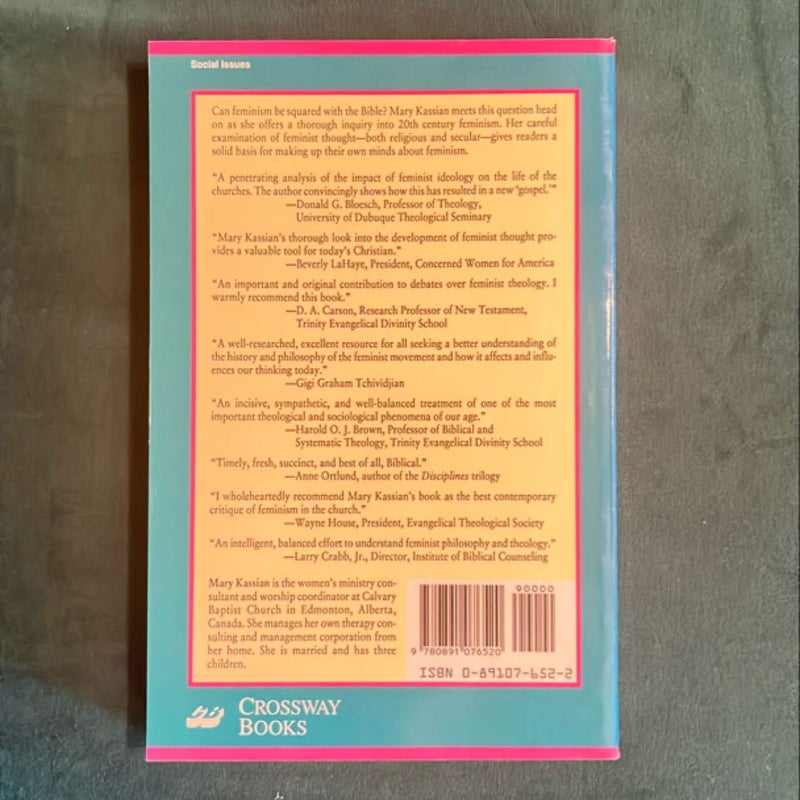 Social Issues
Can feminism be squared with the Bible? Mary Kassian meets this question head
on as she offers a thorough inquiry into 20th century feminism. Her careful
examination of feminist thought—both religious and secular—gives readers a
solid basis for making up their own minds about feminism.
“A penetrating analysis of the impact of feminist ideology on the life of the
churches. The author convincingly shows how this has resulted in a new ‘gospel.’”
—Donald G. Bloesch, Professor of Theology,
University of Dubuque Theological Seminary
“Mary Kassian’s thorough look into the development of feminist thought pro-
vides a valuable tool for today’s Christian.”
—Beverly LaHaye, President, Concerned Women for America
“An important and original contribution to debates over feminist theology. I
warmly recommend this book.”
—D. A. Carson, Research Professor of New Testament,
Trinity Evangelical Divinity School
“A well-researched, excellent resource for all seeking a better understanding of
the history and philosophy of the feminist movement and how it affects and influ-
ences our thinking today.”
—Gigi Graham Tchividjian
“An incisive, sympathetic, and well-balanced treatment of one of the most
important theological and sociological phenomena of our age.”
—Harold O. J. Brown, Professor of Biblical and
Systematic Theology, Trinity Evangelical Divinity School
“Timely, fresh, succinct, and best of all, Biblical.”
—Anne Ortlund, author of the Disciplines trilogy
“I wholeheartedly recommend Mary Kassian’s book as the best contemporary
critique of feminism in the church.”
—Wayne House, President, Evangelical Theological Society
“An intelligent, balanced effort to understand feminist philosophy and theology.”
—Larry Crabb, Jr., Director, Institute of Biblical Counseling
Mary Kassian is the women’s ministry con-
sultant and worship coordinator at Calvary
Baptist Church in Edmonton, Alberta,
Canada. She manages her own therapy con-
sulting and management corporation from
her home. She is married and has three
children.
90000
9 780891 076520
ISBN 0-89107-652-2
CROSSWAY
BOOKS